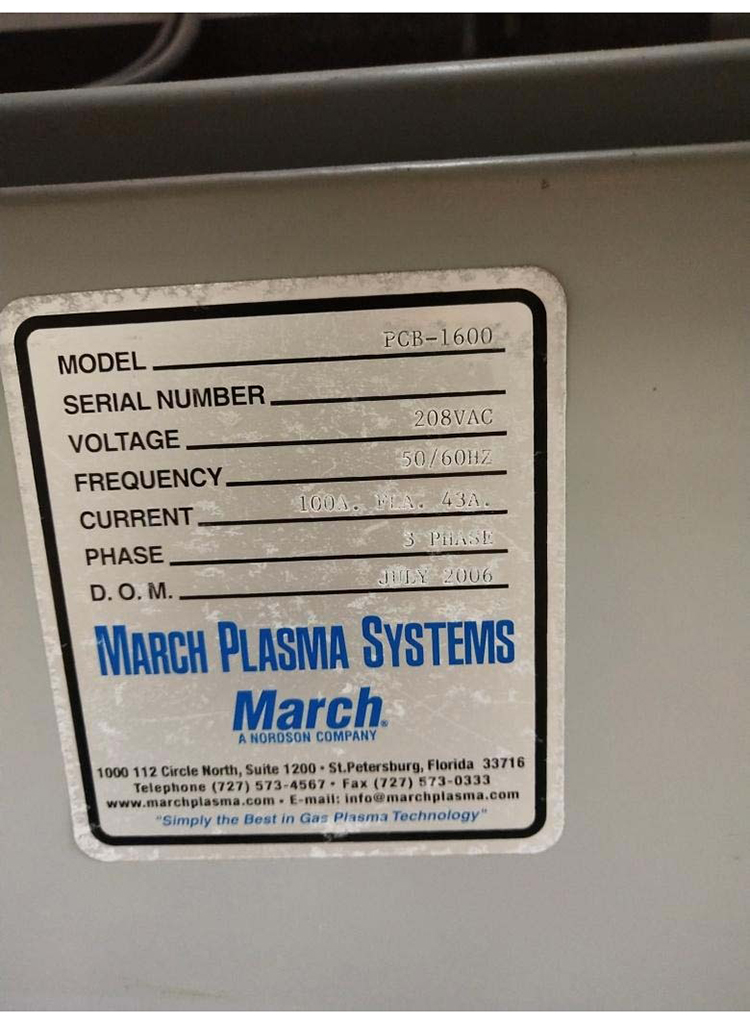 MODEL PCB-1600
SERIAL NUMBER
VOLTAGE 208VAC
FREQUENCY 50/60HZ
CURRENT 100A. FLA. 43A.
PHASE 3 PHASE
D. O. M. JULY 2006
MARCH PLASMA SYSTEMS
March®
A NORDSON COMPANY
1000 112 Circle North, Suite 1200 • St.Petersburg, Florida 33716
Telephone (727) 573-4567 • Fax (727) 573-0333
www.marchplasma.com • E-mail: info@marchplasma.com
"Simply the Best in Gas Plasma Technology"